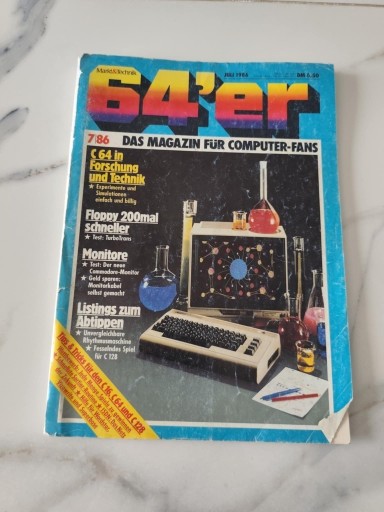 Markt&Technik
JULI 1986
DM 6,50
64'er
7/86
DAS MAGAZIN FÜR COMPUTER-FANS
C 64 in
Forschung
und Technik
★ Experimente und
Simulationen
einfach und billig
Floppy 200mal
schneller
★ Test: TurboTrans
Monitore
★ Test: Der neue
Commodore-Monitor
★ Geld sparen:
Monitorkabel
selbst gemacht
Listings zum
Abtippen
★ Unvergleichbare
Rhythmusmaschine
★ Fesselndes Spiel
für C 128